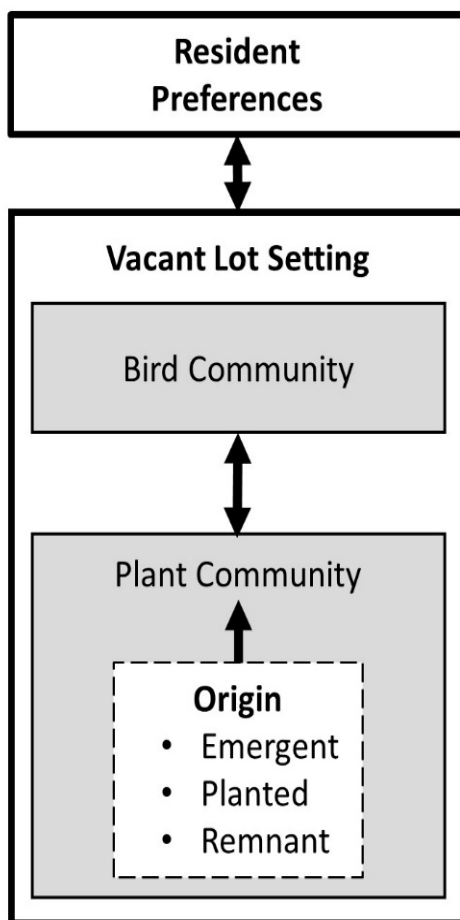 Resident
Preferences
Vacant Lot Setting
Bird Community
Plant Community
Origin
• Emergent
• Planted
• Remnant